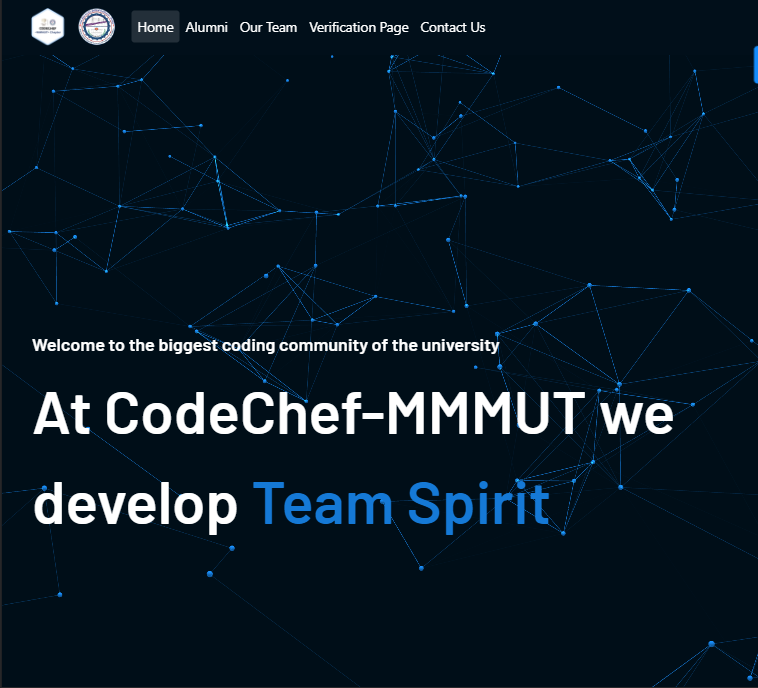 Home Alumni Our Team Verification Page Contact Us
Welcome to the biggest coding community of the university
At CodeChef-MMMUT we
develop Team Spirit